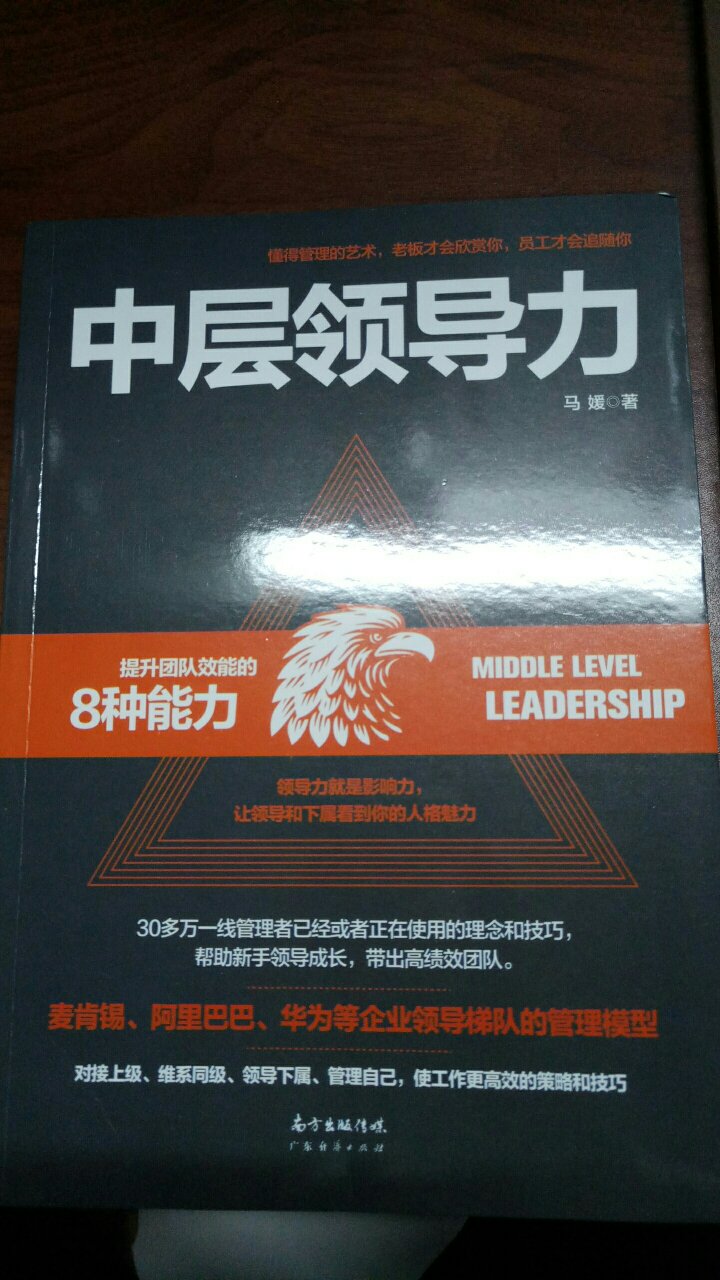 懂得管理的艺术，老板才会欣赏你，员工才会追随你
中层领导力
马 媛◎著
提升团队效能的
8种能力
MIDDLE LEVEL
LEADERSHIP
领导力就是影响力，
让领导和下属看到你的人格魅力
30多万一线管理者已经或者正在使用的理念和技巧，
帮助新手领导成长，带出高绩效团队。
麦肯锡、阿里巴巴、华为等企业领导梯队的管理模型
对接上级、维系同级、领导下属、管理自己，使工作更高效的策略和技巧
南方出版传媒
广东经济出版社